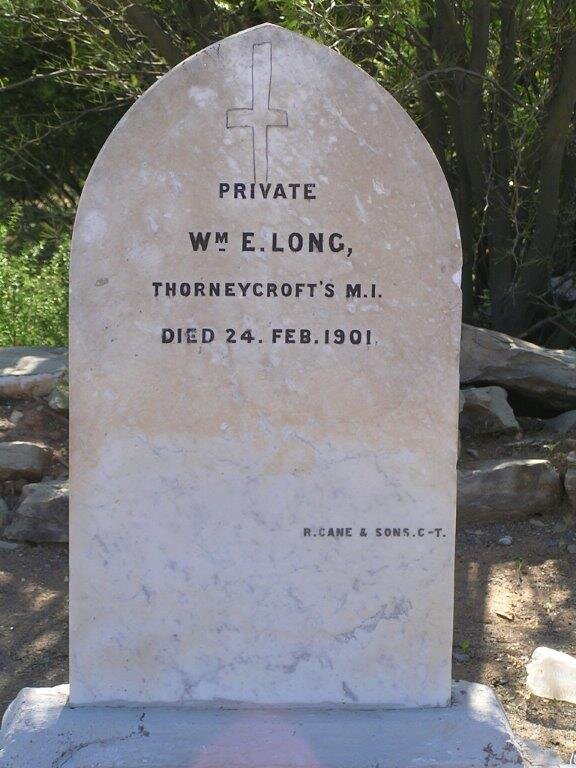 PRIVATE
Wᴹ E. LONG,
THORNEYCROFT'S M.I.
DIED 24. FEB. 1901.
R. CANE & SONS. C-T.